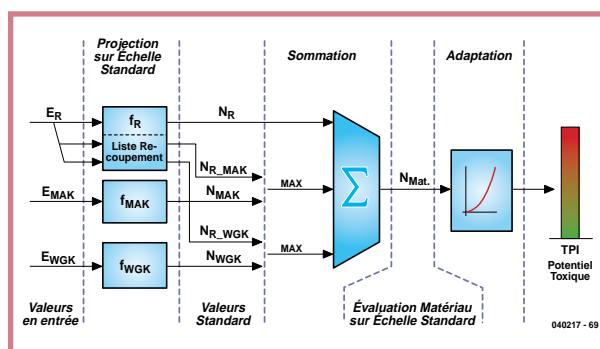 Projection
sur Échelle
Standard
Sommation
Adaptation
E_R
f_R
Liste Re-
coupement
N_R
N_R_MAK
MAX
E_MAK
f_MAK
N_MAK
N_R_WGK
MAX
E_WGK
f_WGK
N_WGK
Σ
N_Mat.
TPI
Potentiel
Toxique
Valeurs
en entrée
Valeurs
Standard
Évaluation Matériau
sur Échelle Standard
040217 - 69